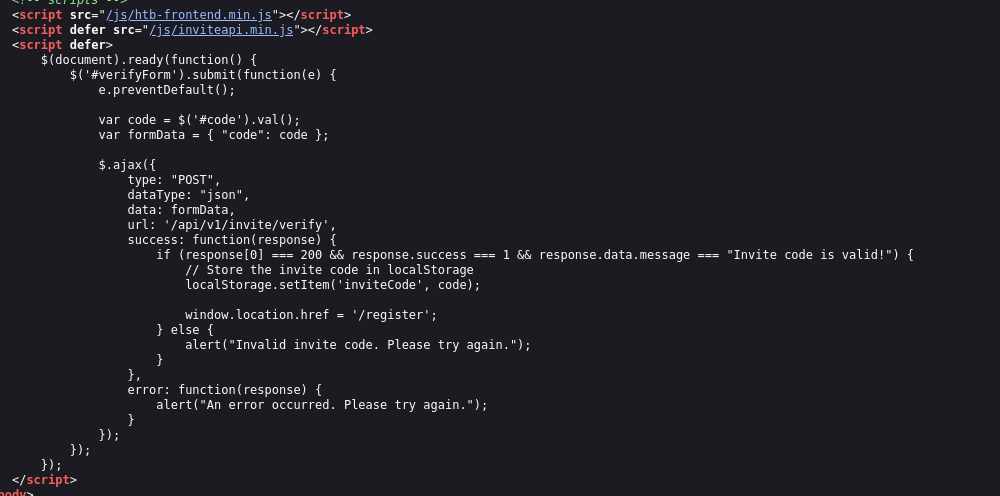 <!-- scripts -->
<script src="/js/htb-frontend.min.js"></script>
<script defer src="/js/inviteapi.min.js"></script>
<script defer>
    $(document).ready(function() {
        $('#verifyForm').submit(function(e) {
            e.preventDefault();

            var code = $('#code').val();
            var formData = { "code": code };

            $.ajax({
                type: "POST",
                dataType: "json",
                data: formData,
                url: '/api/v1/invite/verify',
                success: function(response) {
                    if (response[0] === 200 && response.success === 1 && response.data.message === "Invite code is valid!") {
                        // Store the invite code in localStorage
                        localStorage.setItem('inviteCode', code);

                        window.location.href = '/register';
                    } else {
                        alert("Invalid invite code. Please try again.");
                    }
                },
                error: function(response) {
                    alert("An error occurred. Please try again.");
                }
            });
        });
    });
</script>
body>